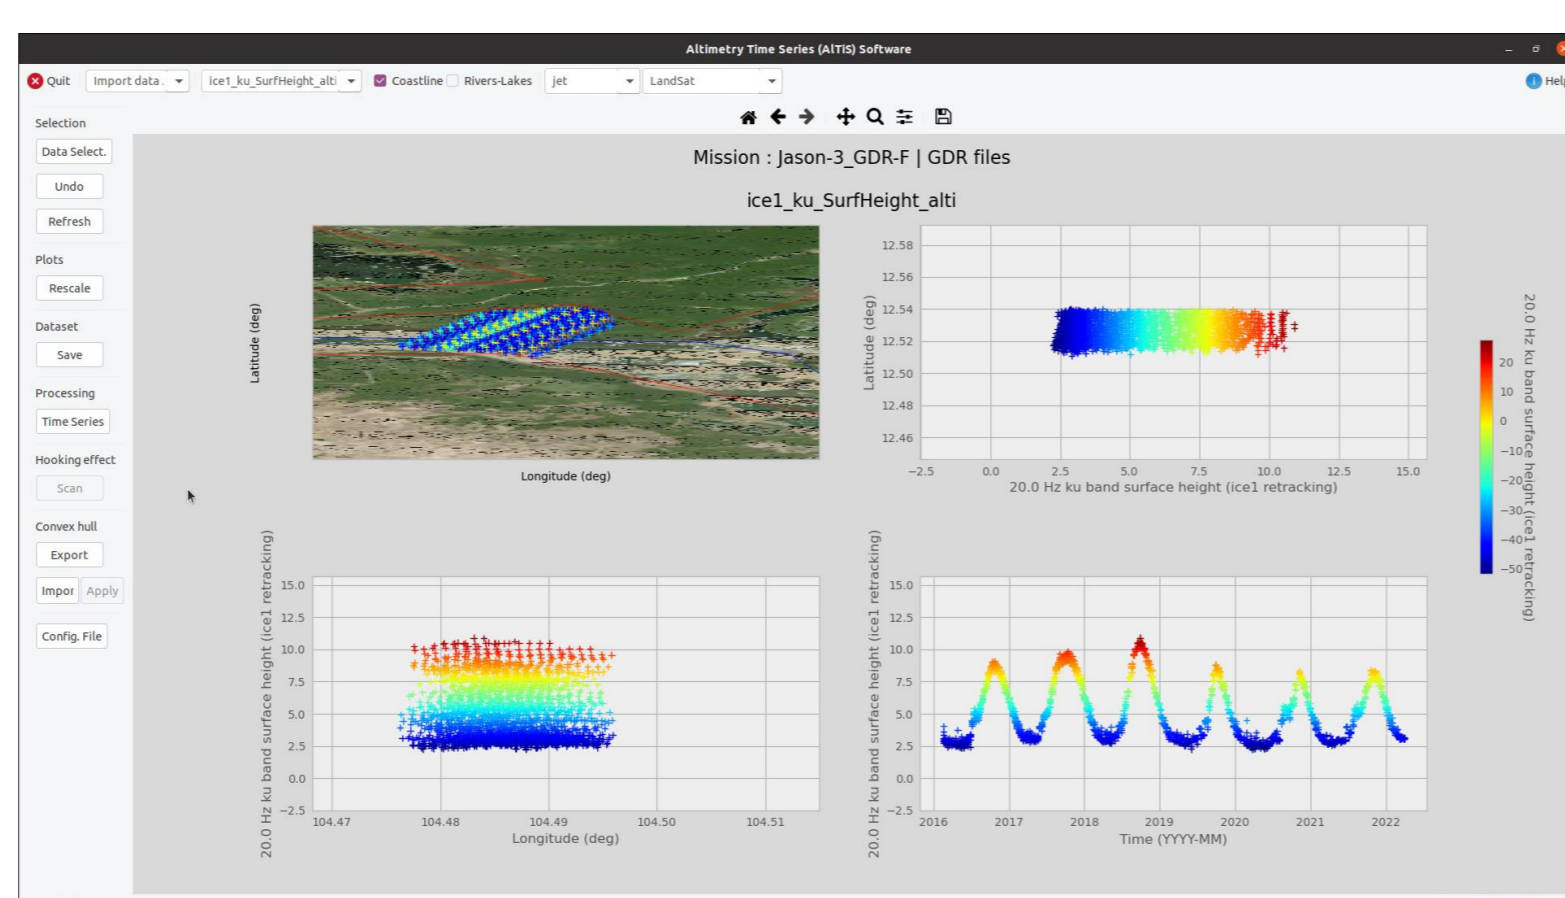 Altimetry Time Series (AlTiS) Software
Quit Import data. ice1_ku_SurfHeight_alti Coastline Rivers-Lakes jet LandSat Help
Selection
Data Select.
Undo
Refresh
Plots
Rescale
Dataset
Save
Processing
Time Series
Hooking effect
Scan
Convex hull
Export
Impor Apply
Config. File
Mission : Jason-3_GDR-F | GDR files
ice1_ku_SurfHeight_alti
Latitude (deg)
Longitude (deg)
Latitude (deg)
12.58
12.56
12.54
12.52
12.50
12.48
12.46
−2.5 0.0 2.5 5.0 7.5 10.0 12.5 15.0
20.0 Hz ku band surface height (ice1 retracking)
20
10
0
−10
−20
−30
−40
−50
20.0 Hz ku band surface height (ice1 retracking)
20.0 Hz ku band surface height (ice1 retracking)
15.0
12.5
10.0
7.5
5.0
2.5
0.0
−2.5
104.47 104.48 104.49 104.50 104.51
Longitude (deg)
20.0 Hz ku band surface height (ice1 retracking)
15.0
12.5
10.0
7.5
5.0
2.5
0.0
−2.5
2016 2017 2018 2019 2020 2021 2022
Time (YYYY-MM)